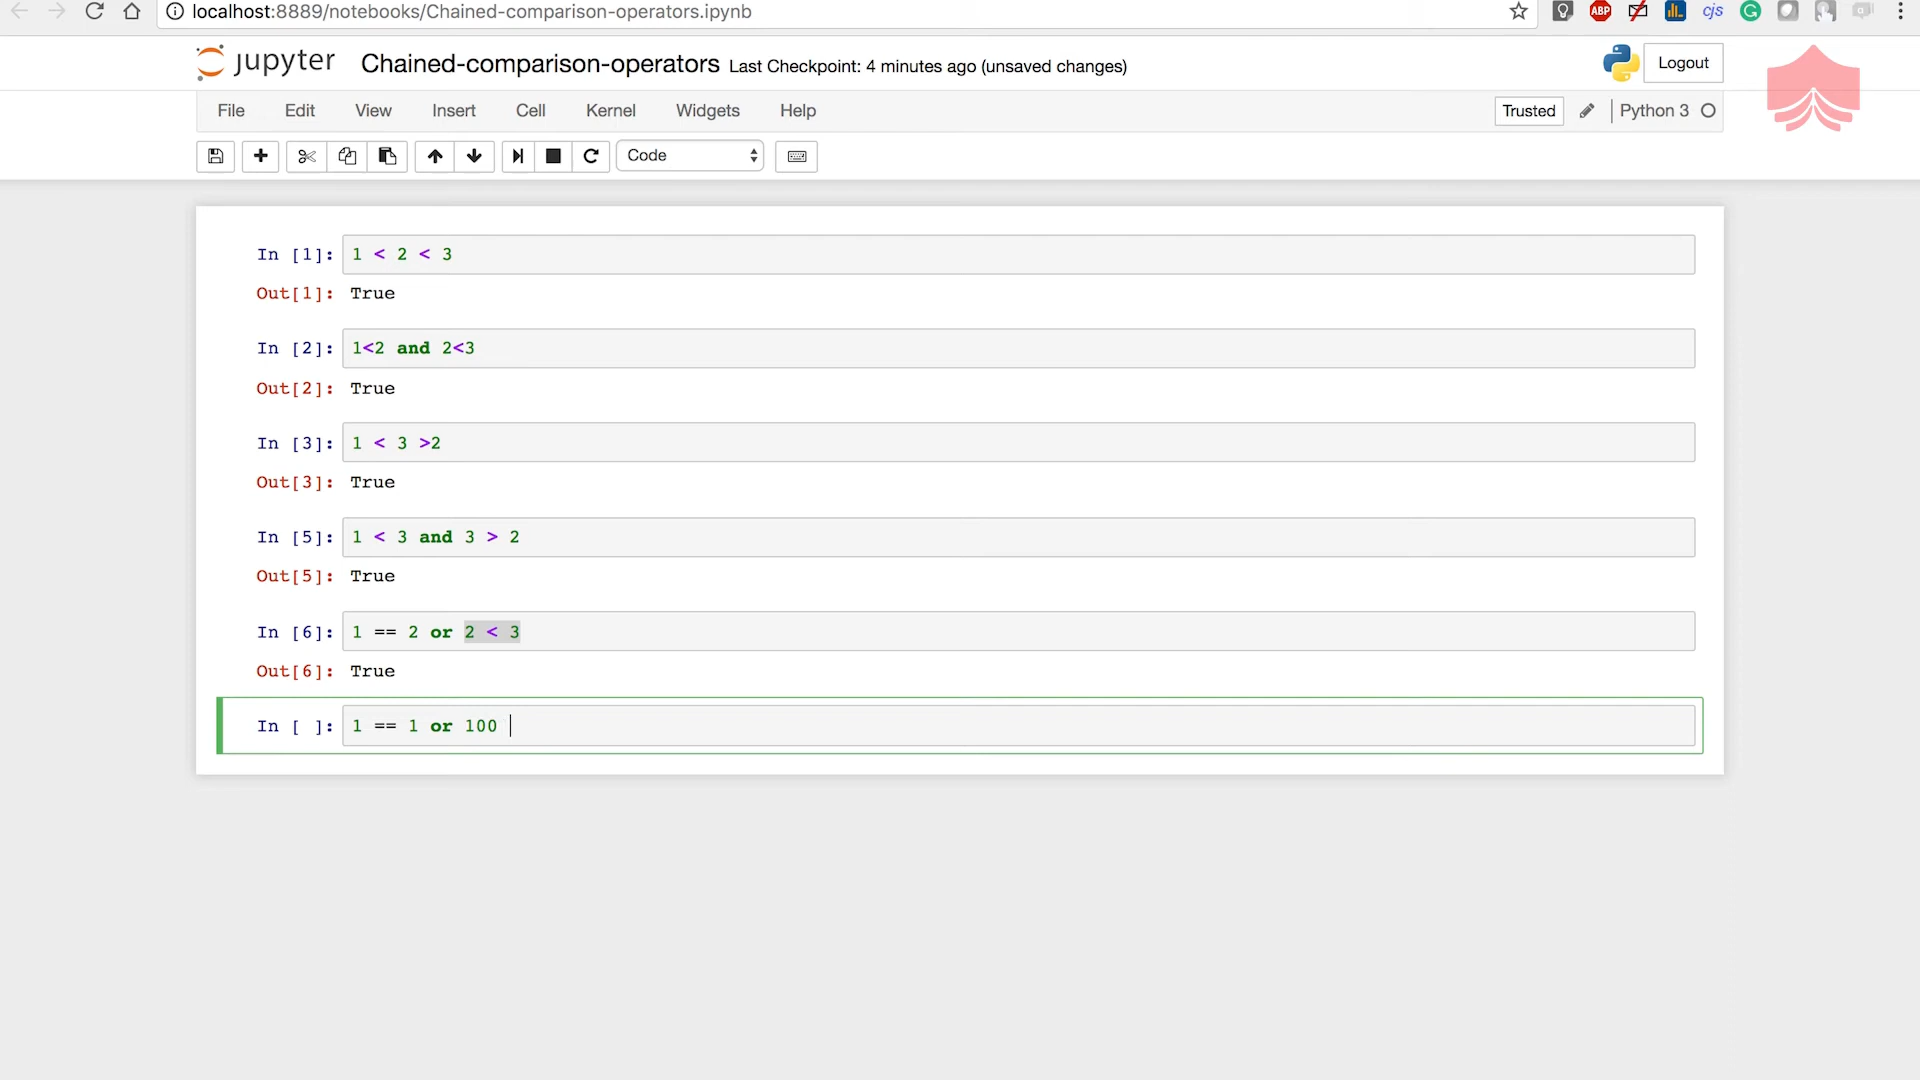 localhost:8889/notebooks/Chained-comparison-operators.ipynb
ABP
cjs
jupyter Chained-comparison-operators Last Checkpoint: 4 minutes ago (unsaved changes)
Logout
File Edit View Insert Cell Kernel Widgets Help
Trusted
Python 3
Code
In [1]: 1 < 2 < 3
Out[1]: True
In [2]: 1<2 and 2<3
Out[2]: True
In [3]: 1 < 3 >2
Out[3]: True
In [5]: 1 < 3 and 3 > 2
Out[5]: True
In [6]: 1 == 2 or 2 < 3
Out[6]: True
In [ ]: 1 == 1 or 100